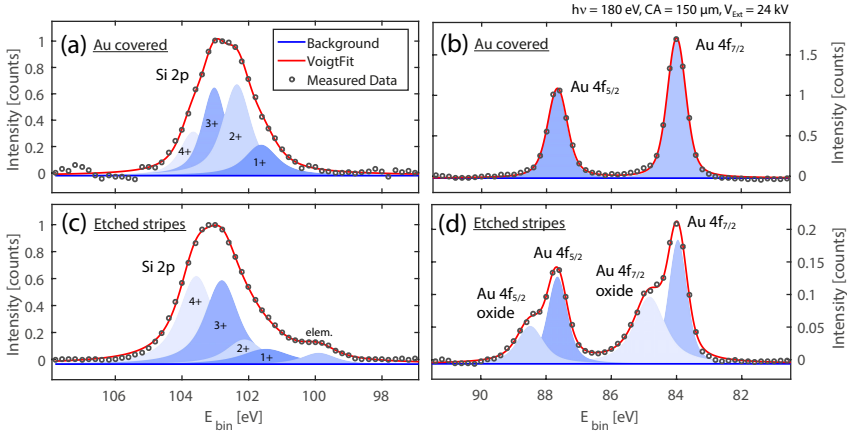 hν = 180 eV, CA = 150 μm, V_Ext = 24 kV
(a) Au covered
Si 2p
Background
VoigtFit
Measured Data
4+
3+
2+
1+
Intensity [counts]
1
0.8
0.6
0.4
0.2
0
(b) Au covered
Au 4f5/2
Au 4f7/2
1.5
1
0.5
0
Intensity [counts]
(c) Etched stripes
Si 2p
4+
3+
2+
1+
elem.
Intensity [counts]
1
0.8
0.6
0.4
0.2
0
106 104 102 100 98
E_bin [eV]
(d) Etched stripes
Au 4f5/2
oxide
Au 4f5/2
Au 4f7/2
oxide
Au 4f7/2
0.2
0.15
0.1
0.05
0
Intensity [counts]
90 88 86 84 82
E_bin [eV]